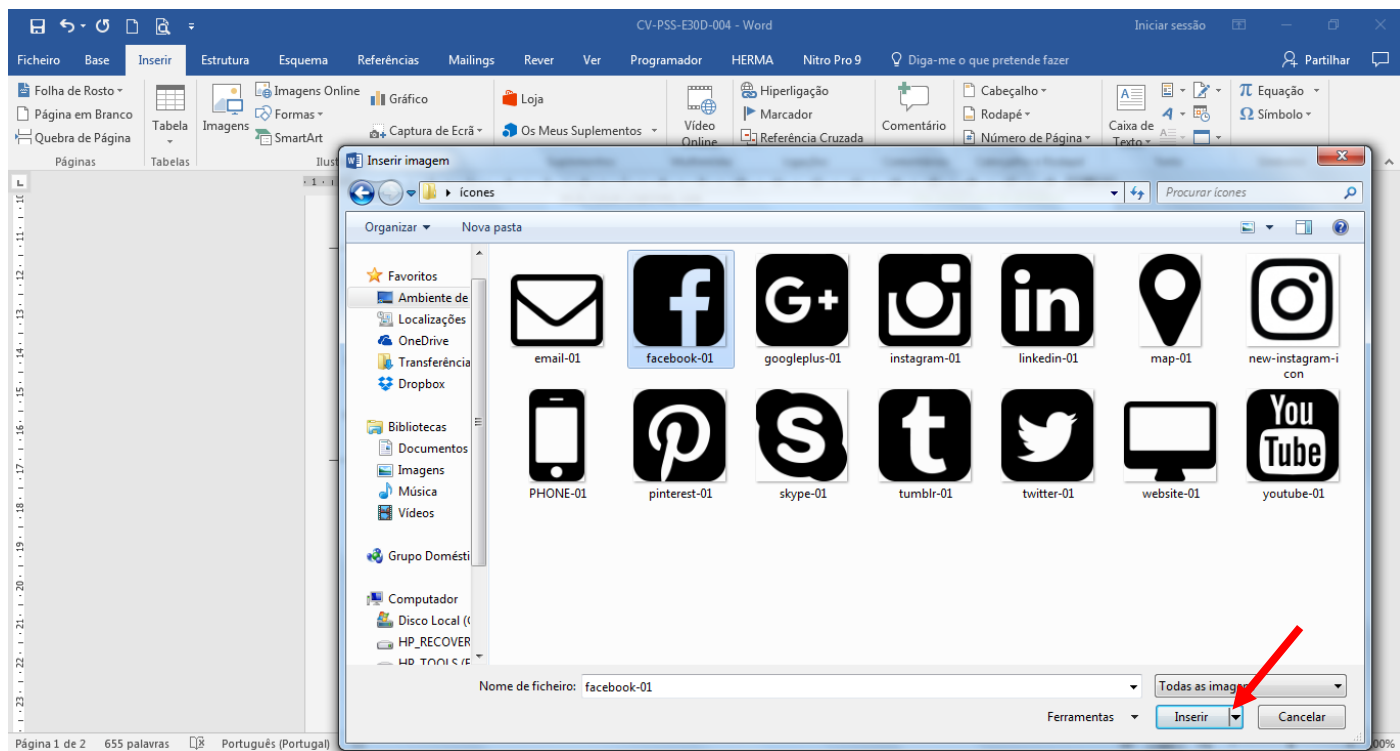 CV-PSS-E30D-004 - Word
Iniciar sessão
Ficheiro Base Inserir Estrutura Esquema Referências Mailings Rever Ver Programador HERMA Nitro Pro 9 Diga-me o que pretende fazer Partilhar
Folha de Rosto
Página em Branco
Quebra de Página
Páginas
Tabela
Tabelas
Imagens
Imagens Online
Formas
SmartArt
Gráfico
Captura de Ecrã
Loja
Os Meus Suplementos
Vídeo
Online
Hiperligação
Marcador
Referência Cruzada
Comentário
Cabeçalho
Rodapé
Número de Página
Caixa de
Texto
π Equação
Ω Símbolo
Inserir imagem
ícones
Procurar ícones
Organizar Nova pasta
Favoritos
Ambiente de
Localizações
OneDrive
Transferência
Dropbox
Bibliotecas
Documentos
Imagens
Música
Vídeos
Grupo Domésti
Computador
Disco Local (
HP_RECOVER
HP_TOOLS (F
f
G+
in
You
Tube
S
t
email-01
facebook-01
googleplus-01
instagram-01
linkedin-01
map-01
new-instagram-i
con
PHONE-01
pinterest-01
skype-01
tumblr-01
twitter-01
website-01
youtube-01
Nome de ficheiro: facebook-01
Todas as imagen
Ferramentas Inserir Cancelar
Página 1 de 2 655 palavras Português (Portugal)